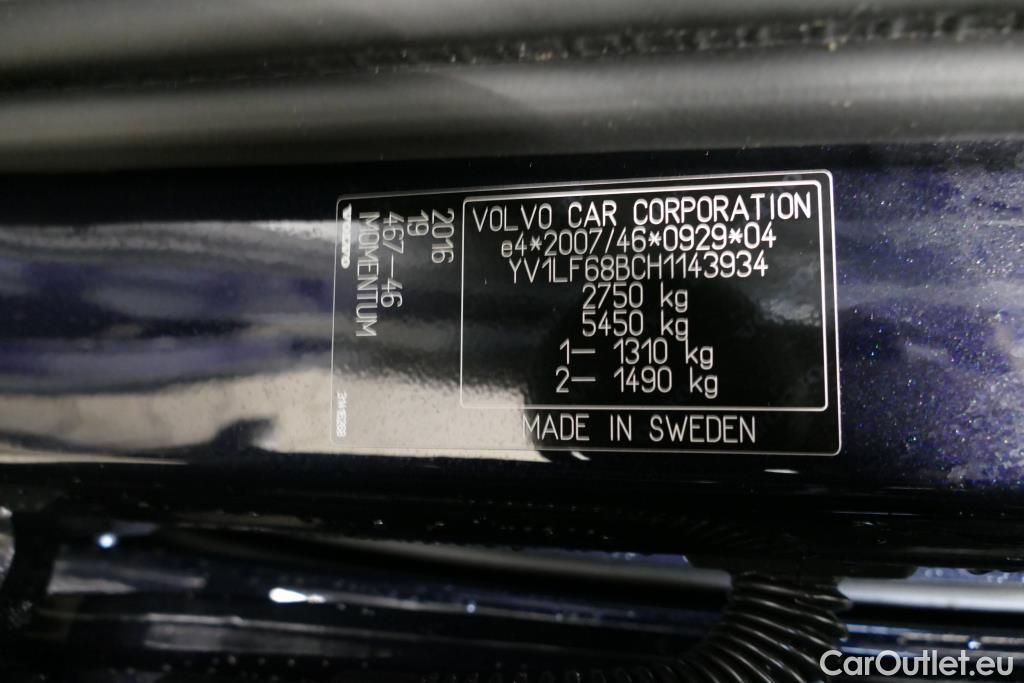 VOLVO CAR CORPORATION
e4*2007/46*0929*04
YV1LF68BCH1143934
2750 kg
5450 kg
1— 1310 kg
2— 1490 kg
MADE IN SWEDEN
2016
19
467—46
MOMENTUM
VOLVO
CarOutlet.eu